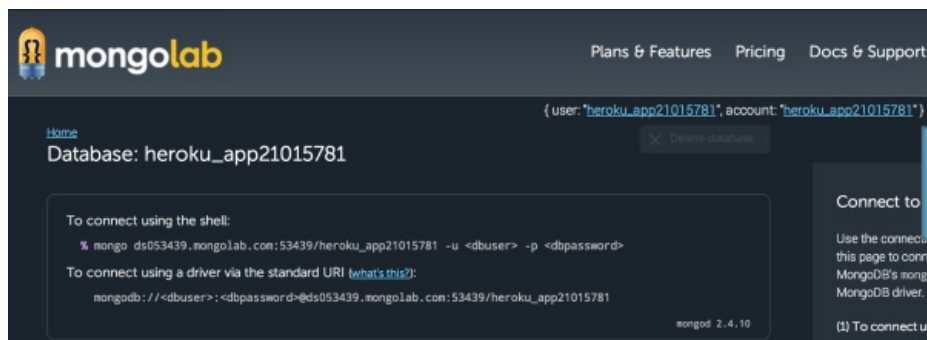 mongolab
Plans & Features Pricing Docs & Support
{ user: "heroku_app21015781", account: "heroku_app21015781" }
Home
Delete database
Database: heroku_app21015781
To connect using the shell:
% mongo ds053439.mongolab.com:53439/heroku_app21015781 -u <dbuser> -p <dbpassword>
To connect using a driver via the standard URI (what's this?):
mongodb://<dbuser>:<dbpassword>@ds053439.mongolab.com:53439/heroku_app21015781
mongod 2.4.10
Connect to
Use the connec
this page to conn
MongoDB's mong
MongoDB driver.
(1) To connect u